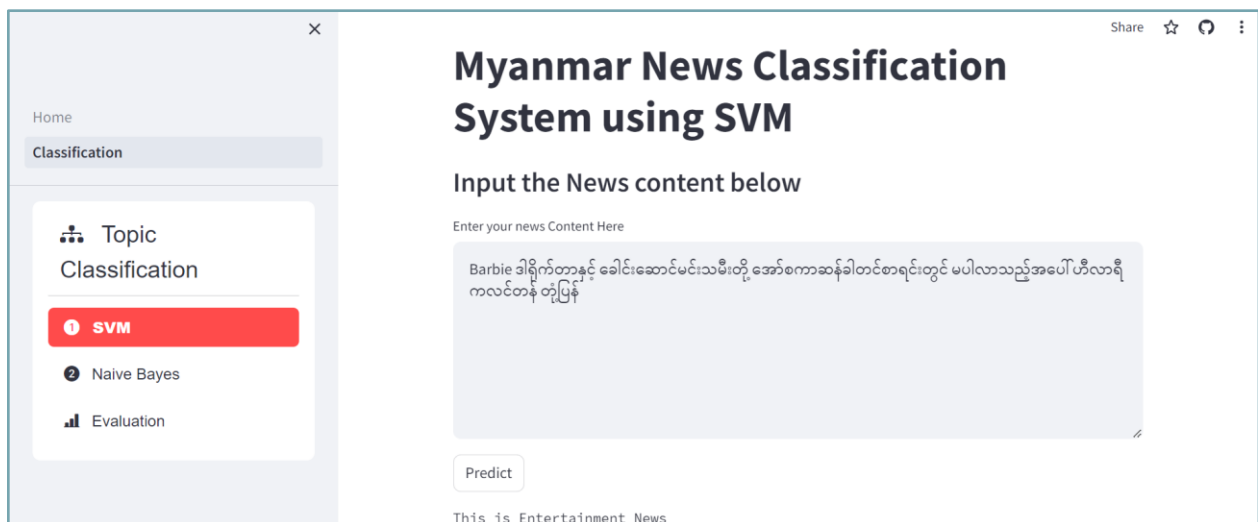 Share
Home
Classification
Topic
Classification
1 SVM
2 Naive Bayes
Evaluation
Myanmar News Classification
System using SVM
Input the News content below
Enter your news Content Here
Barbie ဒါရိုက်တာနှင့် ခေါင်းဆောင်မင်းသမီးတို့ အော်စကာဆန်ခါတင်စာရင်းတွင် မပါလာသည့်အပေါ် ဟီလာရီ
ကလင်တန် တုံ့ပြန်
Predict
This is Entertainment News